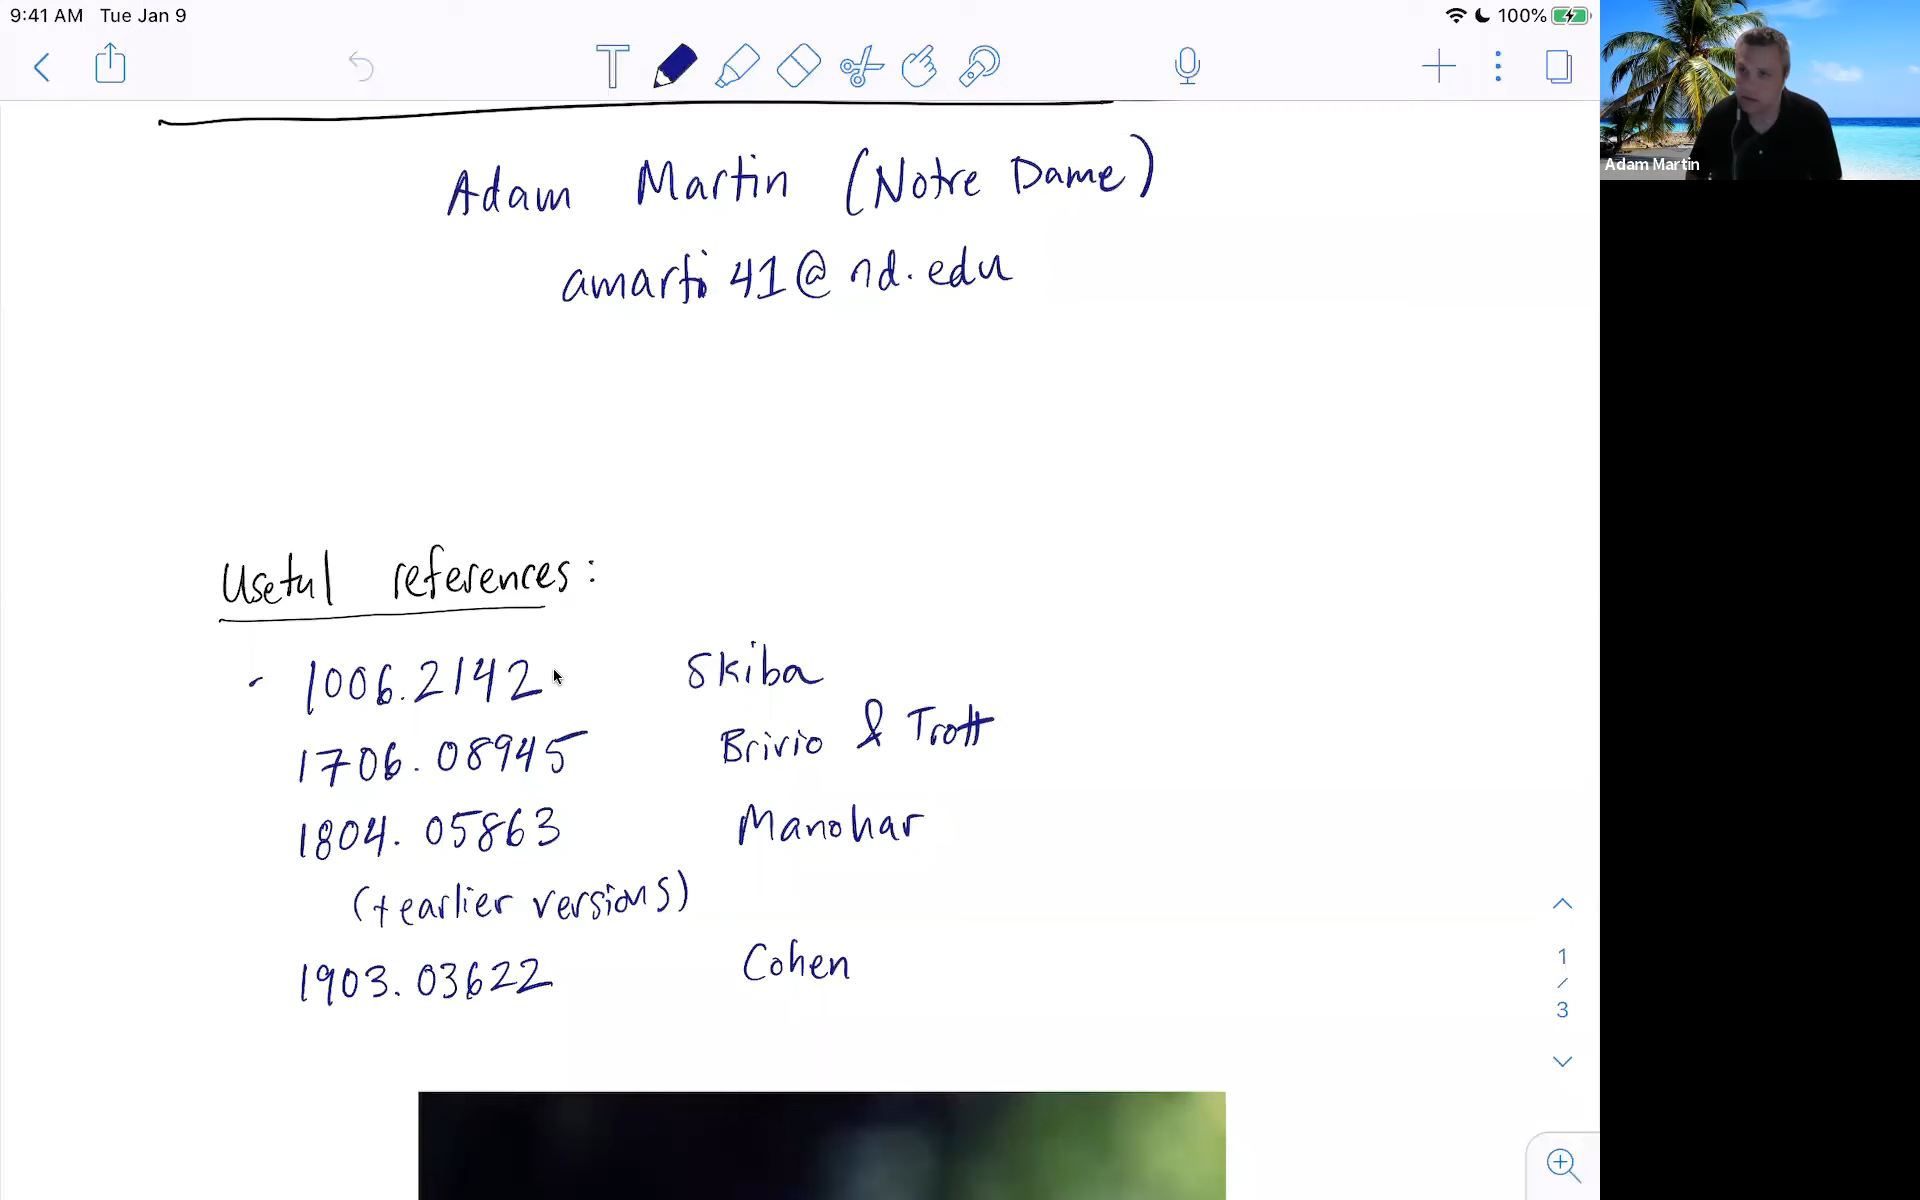 9:41 AM Tue Jan 9
100%
Adam Martin
Adam Martin (Notre Dame)
amarti41@nd.edu
Useful references:
1006.2142 Skiba
1706.08945 Brivio & Trott
1804.05863 Manohar
(+earlier versions)
1903.03622 Cohen
1
/
3